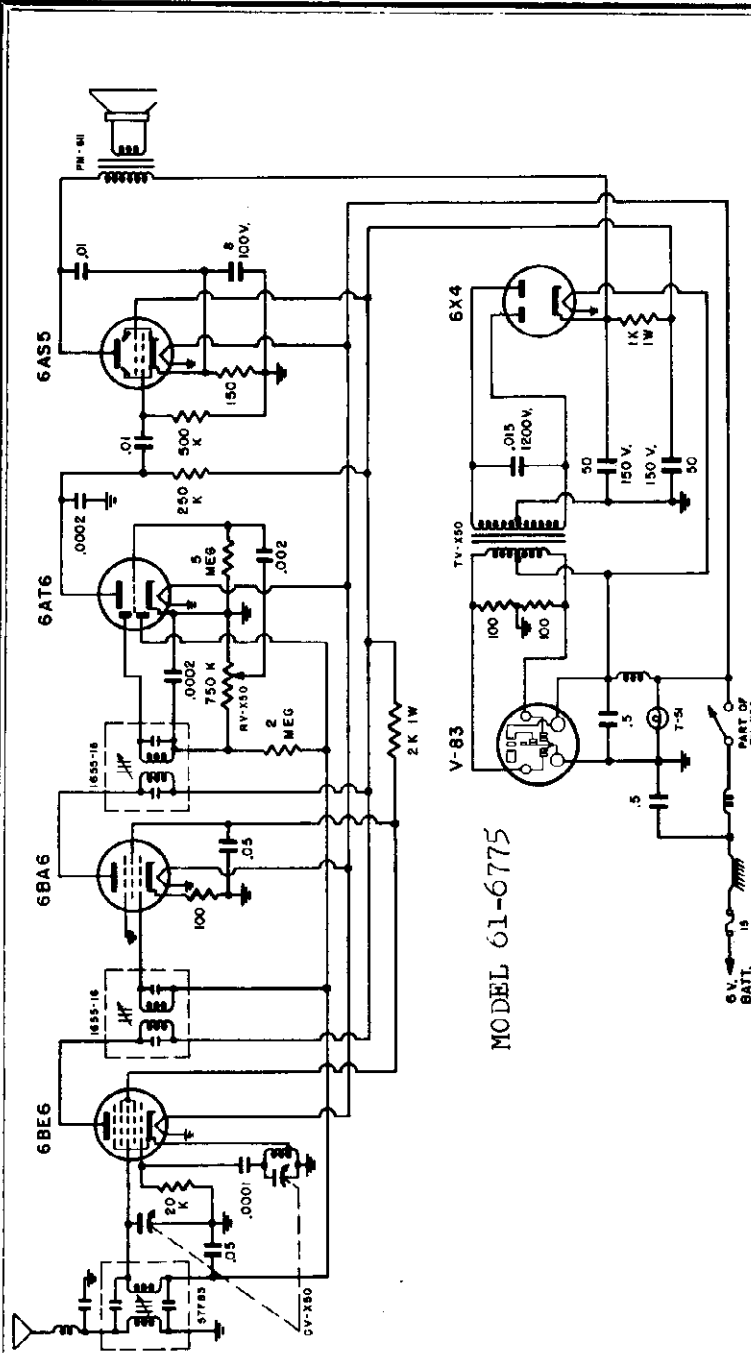 6BE6
6BA6
6AT6
6AS5
PM-611
1655-16
1655-16
57F85
CV-X50
.05
20
K
.0001
100
.05
.0002
750 K
RV-X50
2
MEG
5
MEG
.002
.0002
250
K
.01
500
K
150
.01
8
100V.
2K 1W
V-83
TV-X50
6X4
100
100
.015
1200V.
1K
1W
50
150 V.
150 V.
50
.5
.5
T-51
PART OF
6 V.
BATT.
15
MODEL 61-6775